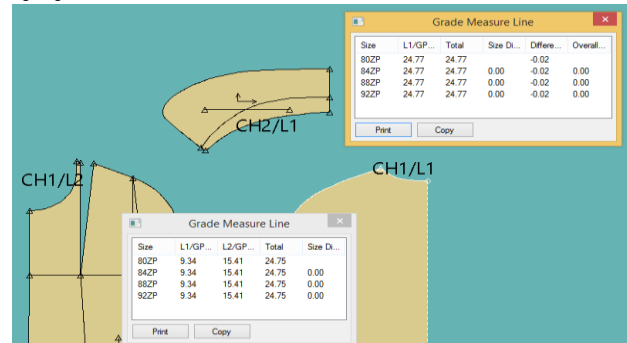 Grade Measure Line
Size L1/GP... Total Size Di... Differe... Overall...
80ZP 24.77 24.77 -0.02
84ZP 24.77 24.77 0.00 -0.02 0.00
88ZP 24.77 24.77 0.00 -0.02 0.00
92ZP 24.77 24.77 0.00 -0.02 0.00
Print Copy
CH2/L1
CH1/L2
CH1/L1
Grade Measure Line
Size L1/GP... L2/GP... Total Size Di...
80ZP 9.34 15.41 24.75
84ZP 9.34 15.41 24.75 0.00
88ZP 9.34 15.41 24.75 0.00
92ZP 9.34 15.41 24.75 0.00
Print Copy